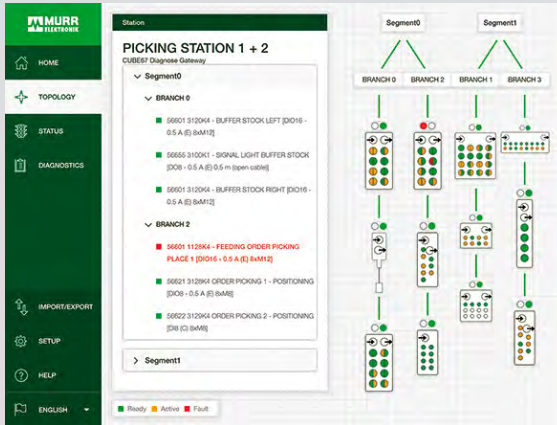 MURR
ELEKTRONIK
HOME
TOPOLOGY
STATUS
DIAGNOSTICS
IMPORT/EXPORT
SETUP
HELP
ENGLISH
Station
PICKING STATION 1 + 2
CUBE67 Diagnose Gateway
Segment0
BRANCH 0
56601 3120K4 - BUFFER STOCK LEFT [DIO16 -
0.5 A (E) 8xM12]
56655 3100K1 - SIGNAL LIGHT BUFFER STOCK
[DO8 - 0.5 A (E) 0.5 m (open cable)]
56601 3120K4 - BUFFER STOCK RIGHT [DIO16 -
0.5 A (E) 8xM12]
BRANCH 2
56601 1128K4 - FEEDING ORDER PICKING
PLACE 1 [DIO16 - 0.5 A (E) 8xM12]
56621 3128K4 ORDER PICKING 1 - POSITIONING
[DIO8 - 0.5 A (E) 8xM8]
56622 3129K4 ORDER PICKING 2 - POSITIONING
[DI8 (C) 8xM8]
Segment1
Ready Active Fault
Segment0 Segment1
BRANCH 0 BRANCH 2 BRANCH 1 BRANCH 3